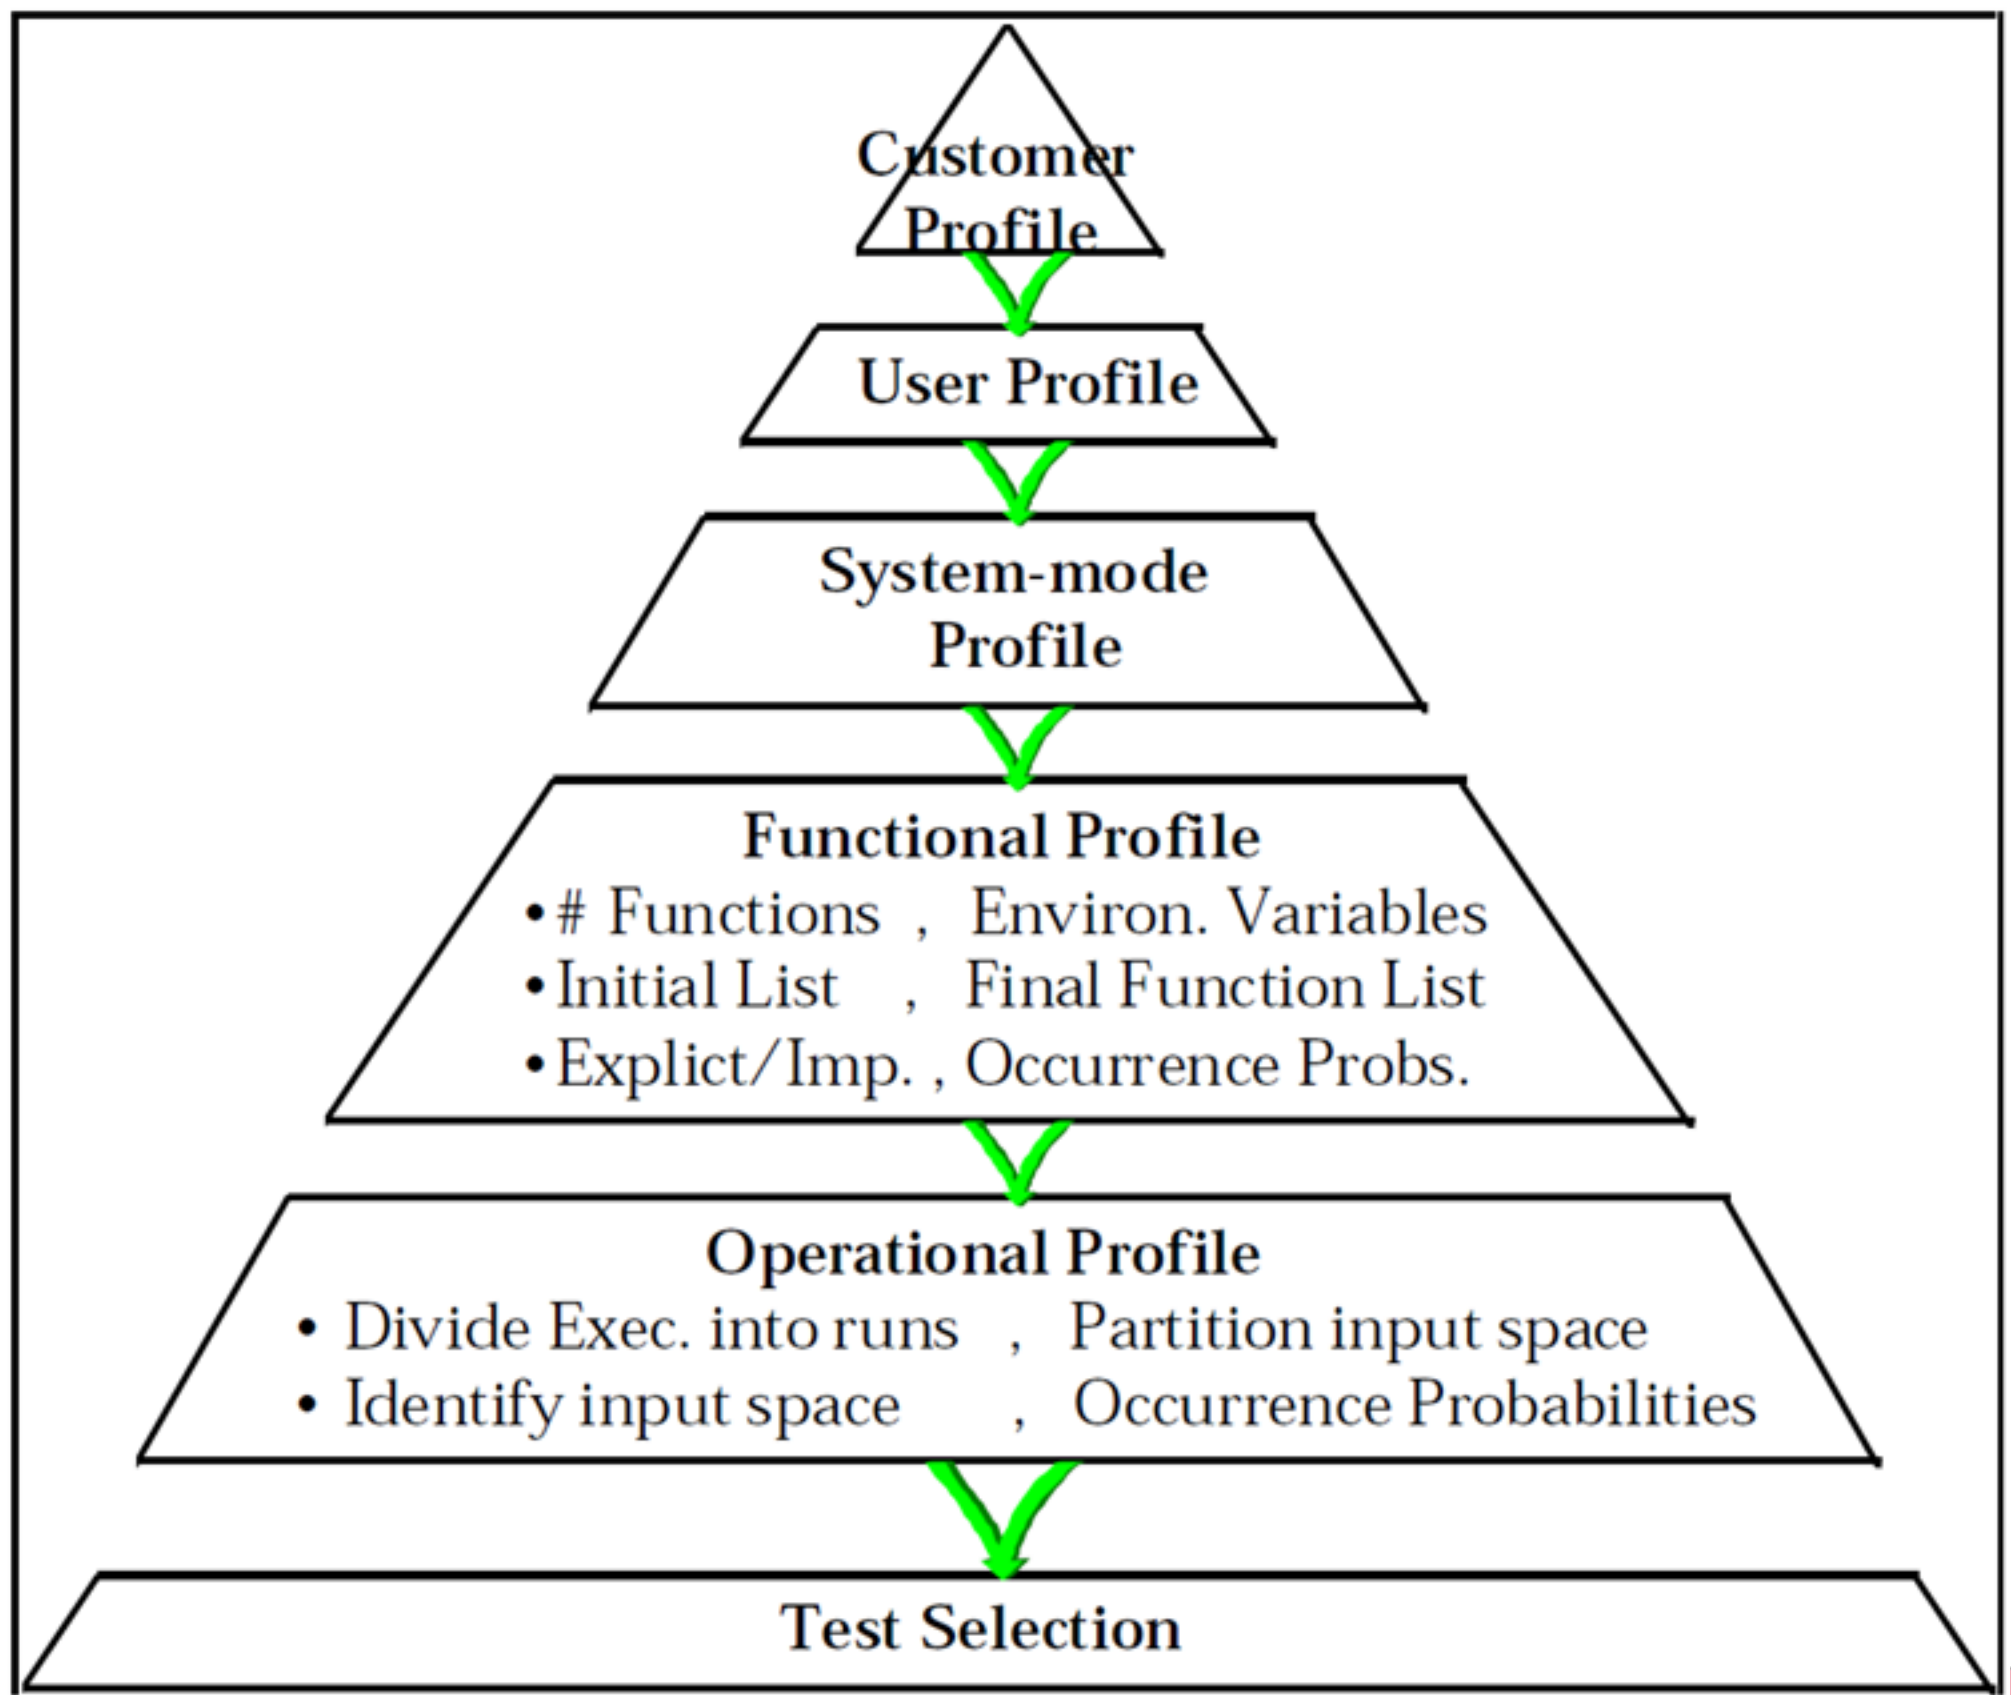 Customer
Profile
User Profile
System-mode
Profile
Functional Profile
•# Functions , Environ. Variables
•Initial List , Final Function List
•Explict/Imp. , Occurrence Probs.
Operational Profile
• Divide Exec. into runs , Partition input space
• Identify input space , Occurrence Probabilities
Test Selection